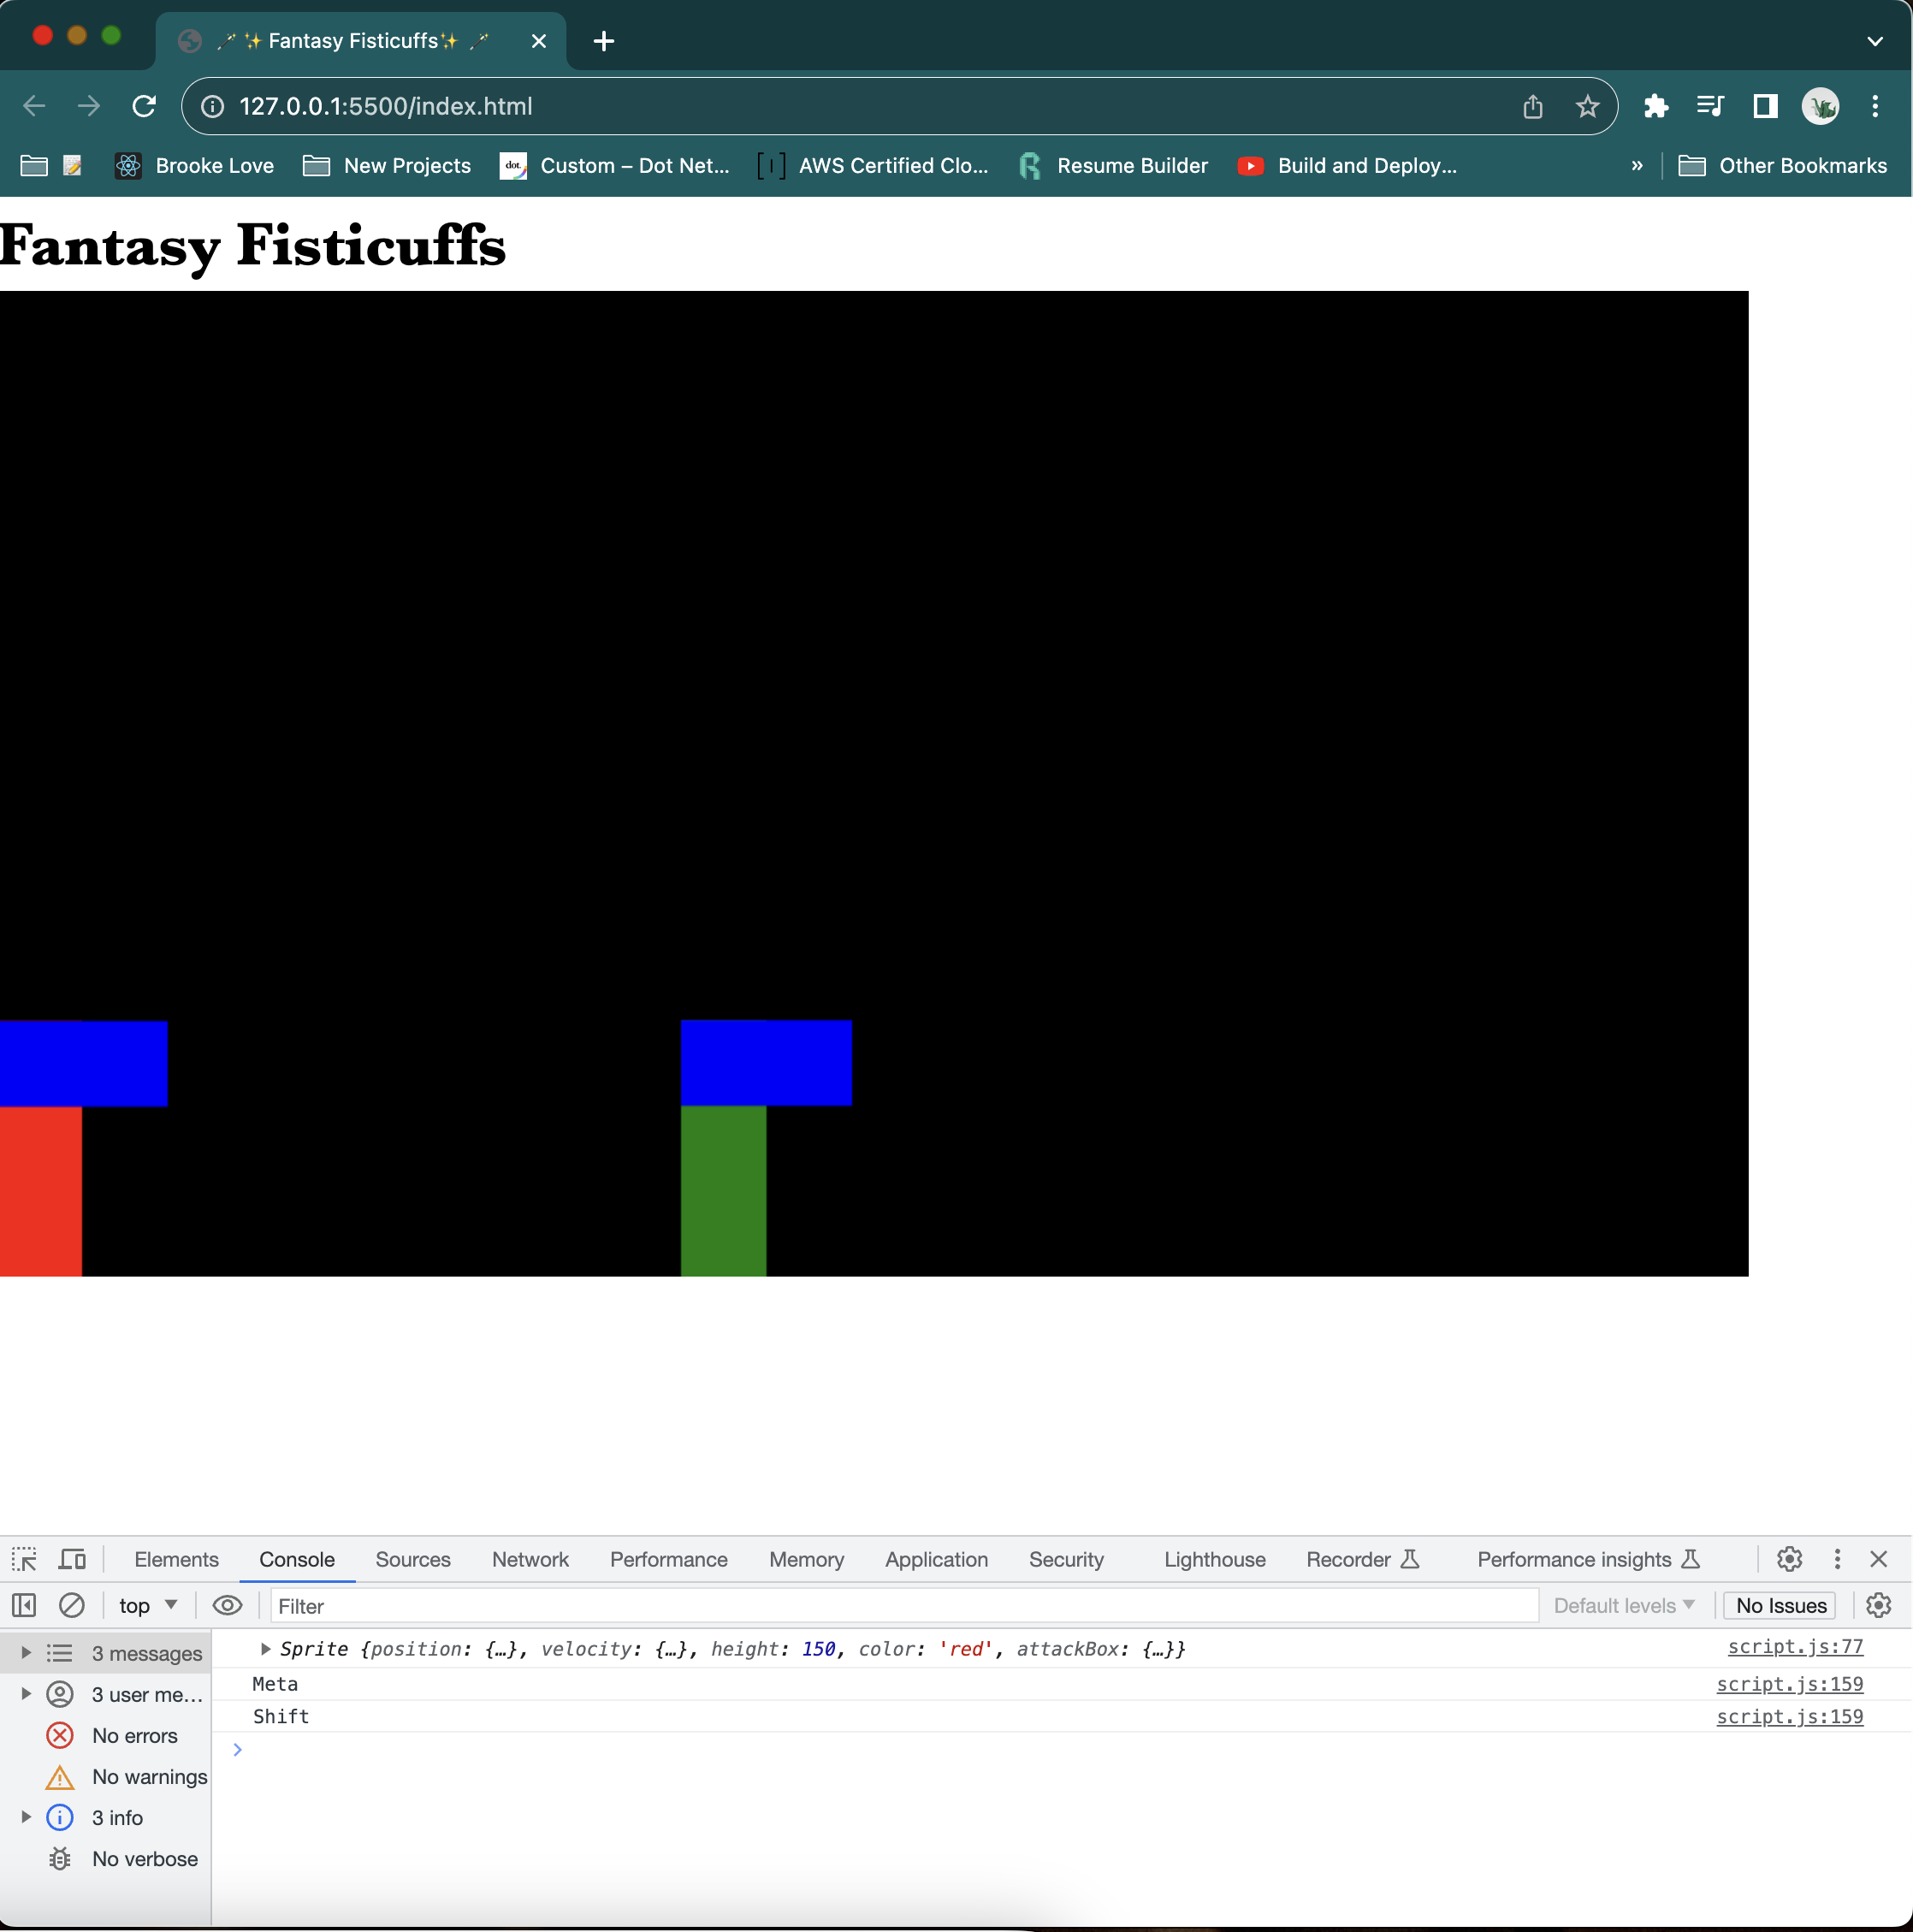 🪄✨Fantasy Fisticuffs✨🪄
127.0.0.1:5500/index.html
Brooke Love New Projects dot. Custom – Dot Net... AWS Certified Clo... Resume Builder Build and Deploy... » Other Bookmarks
Fantasy Fisticuffs
Elements Console Sources Network Performance Memory Application Security Lighthouse Recorder Performance insights
top Filter Default levels No Issues
3 messages
3 user me...
No errors
No warnings
3 info
No verbose
Sprite {position: {…}, velocity: {…}, height: 150, color: 'red', attackBox: {…}} script.js:77
Meta script.js:159
Shift script.js:159